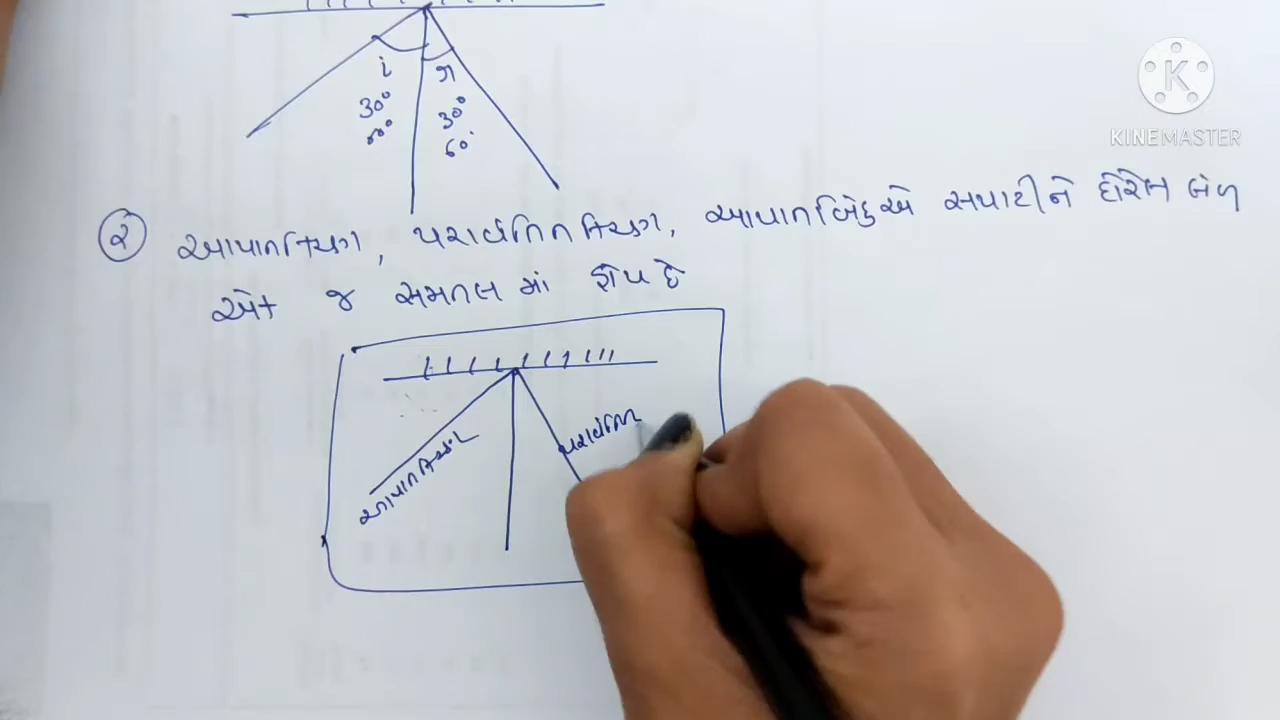 i ગ
30° 30°
60°
KINEMASTER
૨ આપાતકિરણ, પરાવર્તિત કિરણ, આપાતબિંદુએ સપાટીને દોરેલ લંબ
એક જ સમતલ માં હોય છે
આપાતકિરણ
પરાવર્તિત